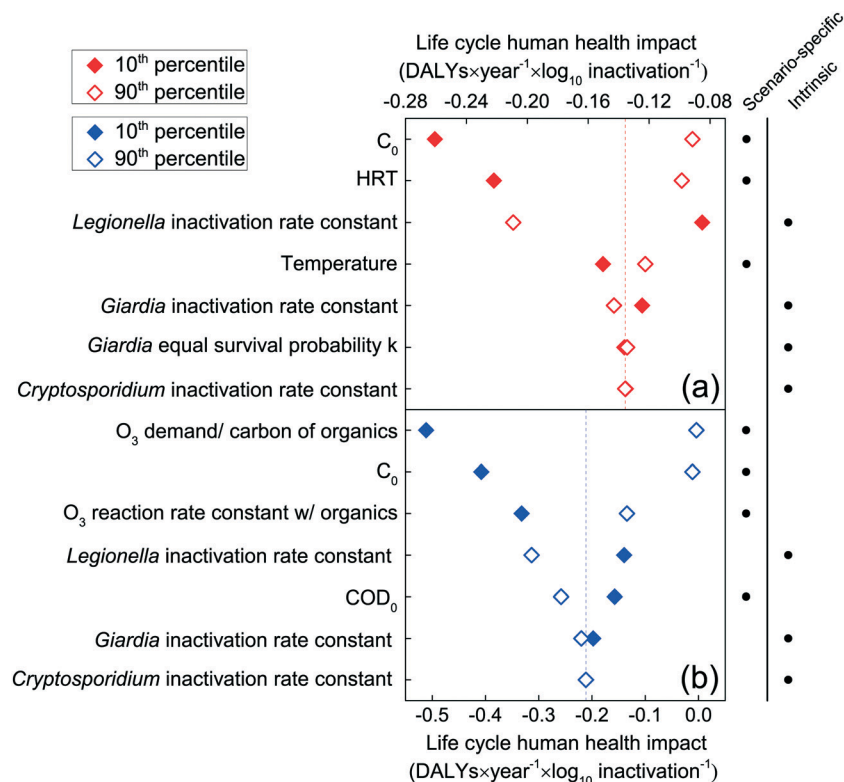 Life cycle human health impact
(DALYs×year⁻¹×log₁₀ inactivation⁻¹)
10th percentile
90th percentile
10th percentile
90th percentile
-0.28 -0.24 -0.20 -0.16 -0.12 -0.08
Scenario-specific
Intrinsic
C₀
HRT
Legionella inactivation rate constant
Temperature
Giardia inactivation rate constant
Giardia equal survival probability k
Cryptosporidium inactivation rate constant
(a)
O₃ demand/ carbon of organics
C₀
O₃ reaction rate constant w/ organics
Legionella inactivation rate constant
COD₀
Giardia inactivation rate constant
Cryptosporidium inactivation rate constant
(b)
-0.5 -0.4 -0.3 -0.2 -0.1 0.0
Life cycle human health impact
(DALYs×year⁻¹×log₁₀ inactivation⁻¹)